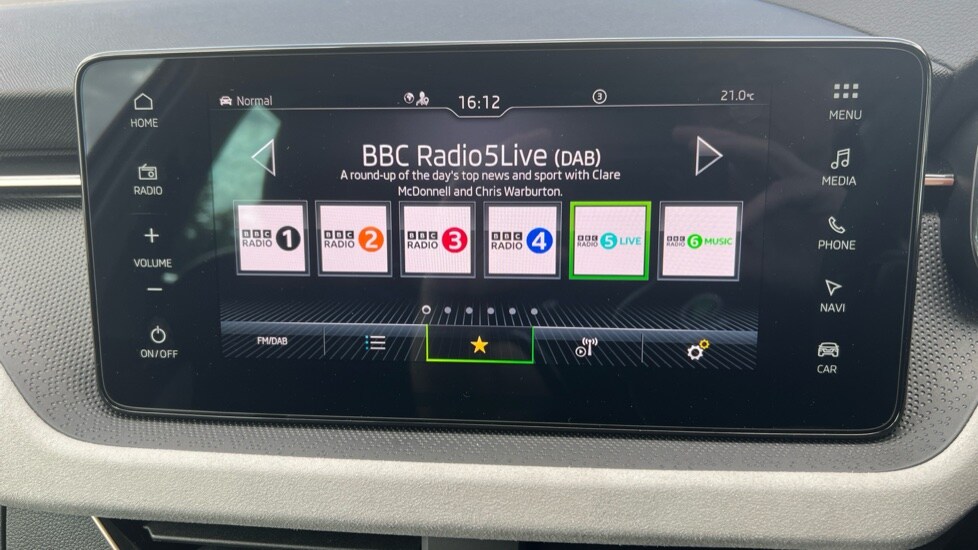 Normal
16:12
3
21.0°C
HOME
RADIO
VOLUME
ON/OFF
BBC Radio5Live (DAB)
A round-up of the day's top news and sport with Clare
McDonnell and Chris Warburton.
BBC
RADIO 1
BBC
RADIO 2
BBC
RADIO 3
BBC
RADIO 4
BBC
RADIO 5 LIVE
BBC
RADIO 6 MUSIC
FM/DAB
MENU
MEDIA
PHONE
NAVI
CAR